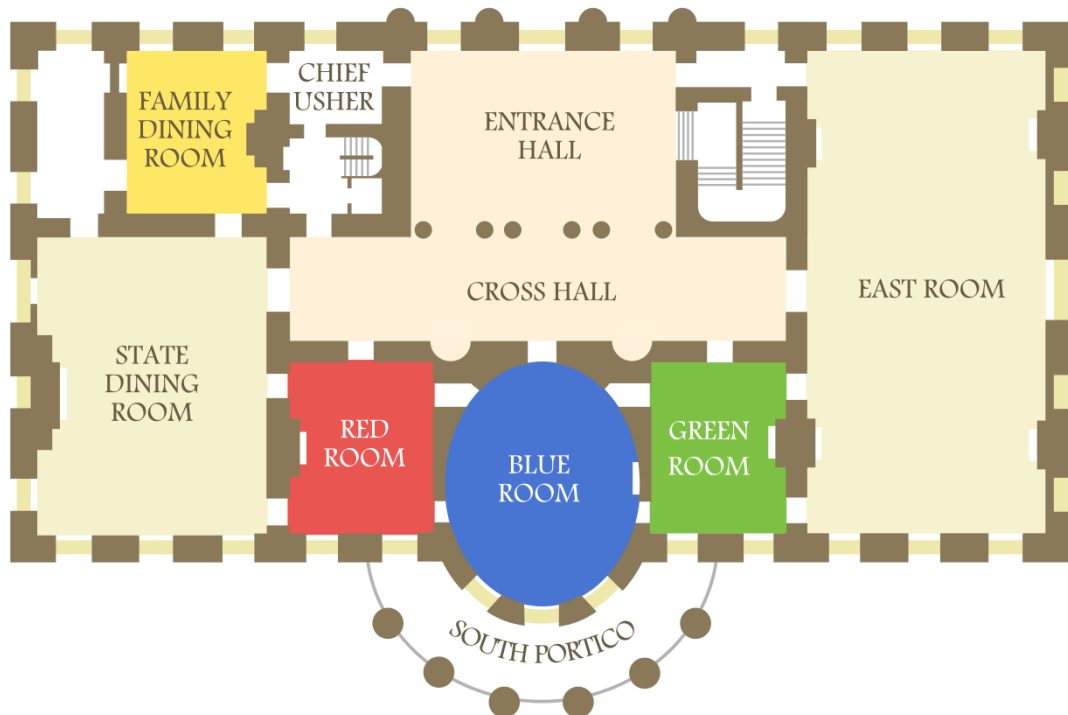 FAMILY
DINING
ROOM
CHIEF
USHER
ENTRANCE
HALL
CROSS HALL
EAST ROOM
STATE
DINING
ROOM
RED
ROOM
BLUE
ROOM
GREEN
ROOM
SOUTH PORTICO